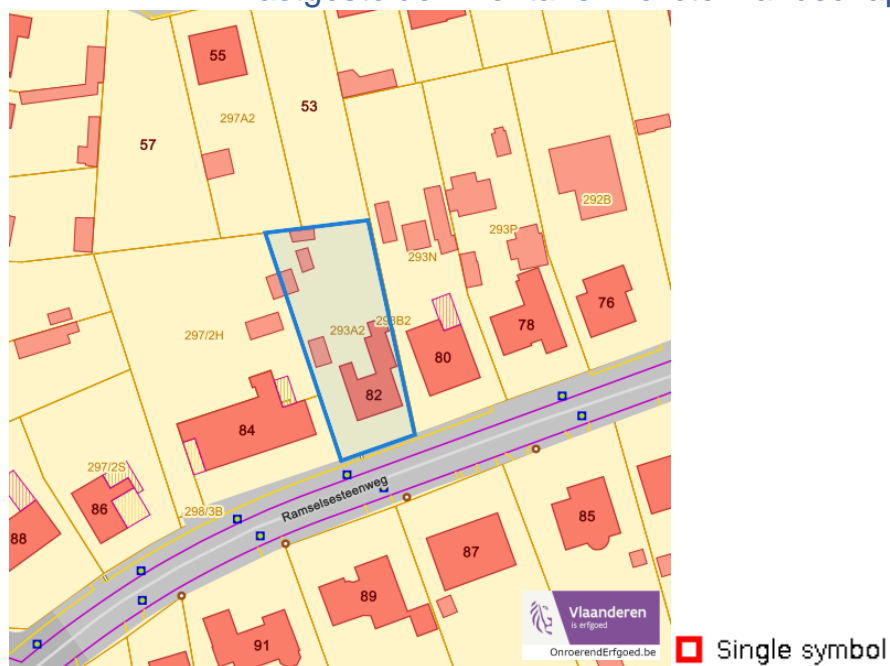 55
53
297A2
57
292B
293P
293N
297/2H
293A2
293B2
76
78
80
82
84
Ramselsesteenweg
297/2S
298/3B
86
88
85
87
89
91
Vlaanderen
is erfgoed
OnroerendErfgoed.be
Single symbol